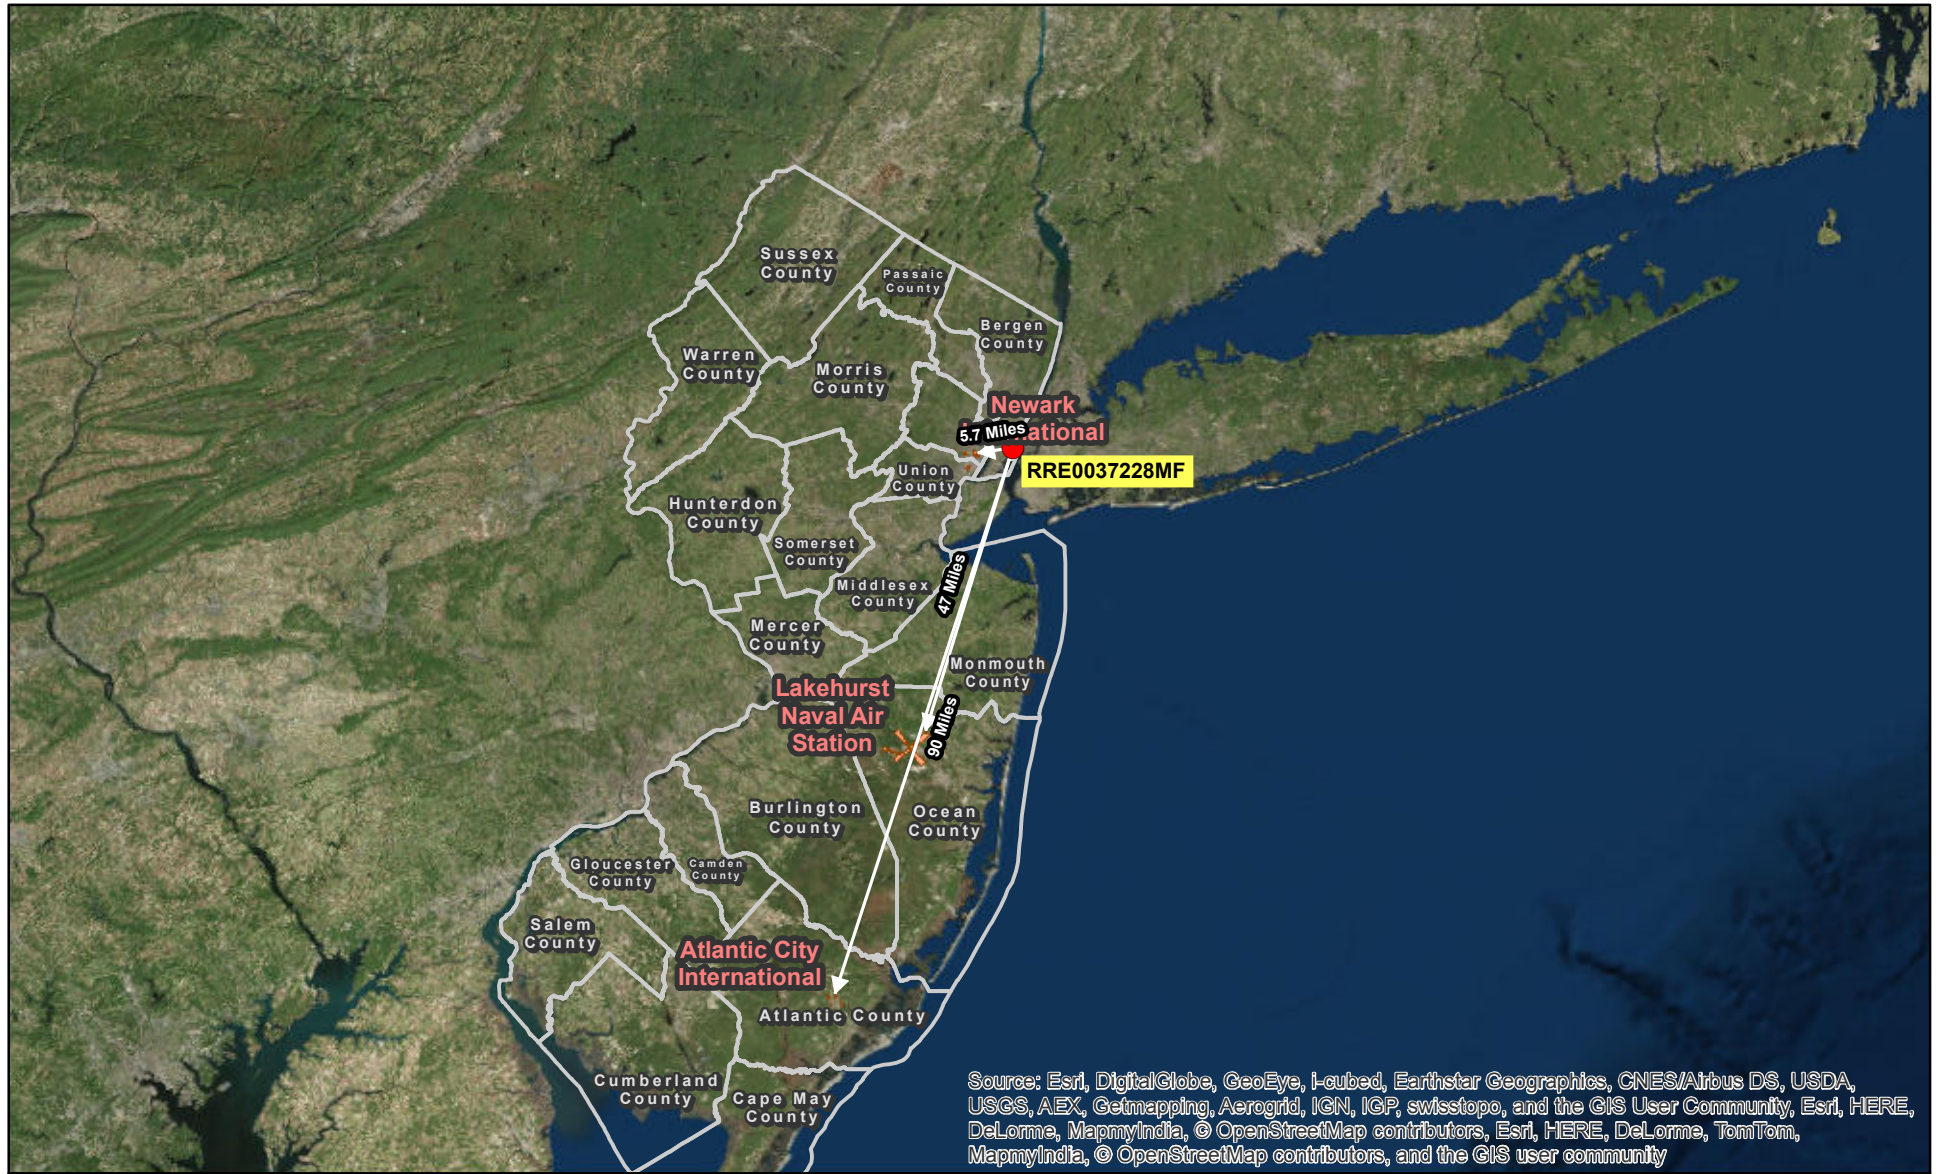 Sussex
County
Passaic
County
Bergen
County
Warren
County
Morris
County
Newark
5.7 Miles
national
RRE0037228MF
Union
County
Hunterdon
County
Somerset
County
Middlesex
County
47 Miles
Mercer
County
Monmouth
County
Lakehurst
Naval Air
Station
90 Miles
Burlington
County
Ocean
County
Gloucester
County
Camden
County
Salem
County
Atlantic City
International
Atlantic County
Cumberland
County
Cape May
County
Source: Esri, DigitalGlobe, GeoEye, i-cubed, Earthstar Geographics, CNES/Airbus DS, USDA,
USGS, AEX, Getmapping, Aerogrid, IGN, IGP, swisstopo, and the GIS User Community, Esri, HERE,
DeLorme, MapmyIndia, © OpenStreetMap contributors, Esri, HERE, DeLorme, TomTom,
MapmyIndia, © OpenStreetMap contributors, and the GIS user community